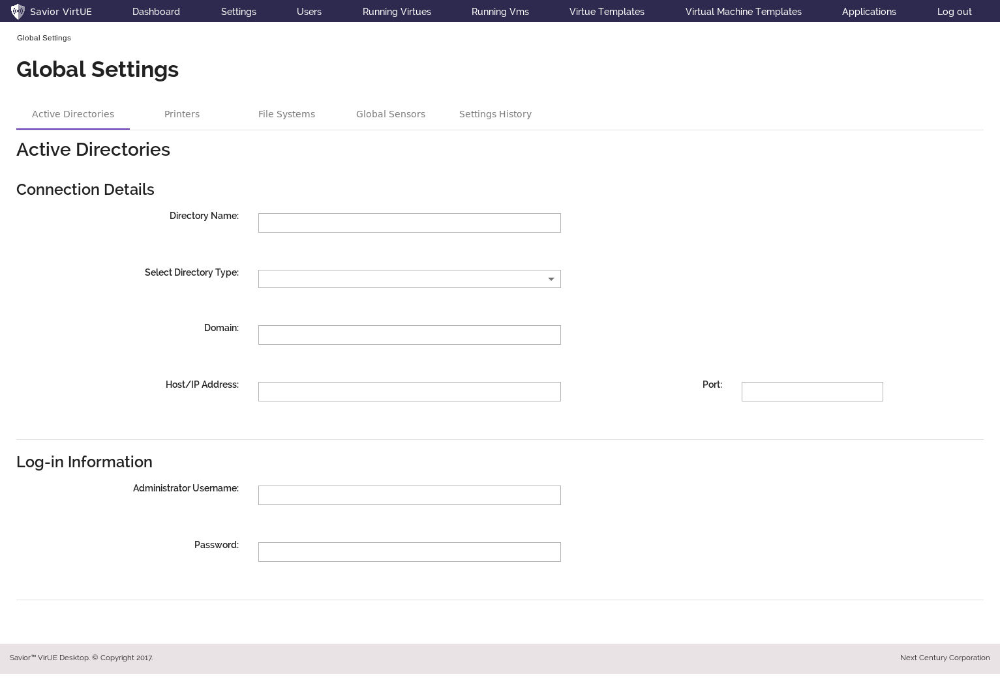 Savior VirtUE Dashboard Settings Users Running Virtues Running Vms Virtue Templates Virtual Machine Templates Applications Log out
Global Settings
Global Settings
Active Directories Printers File Systems Global Sensors Settings History
Active Directories
Connection Details
Directory Name:
Select Directory Type:
Domain:
Host/IP Address: Port:
Log-in Information
Administrator Username:
Password:
Savior™ VirUE Desktop. © Copyright 2017. Next Century Corporation